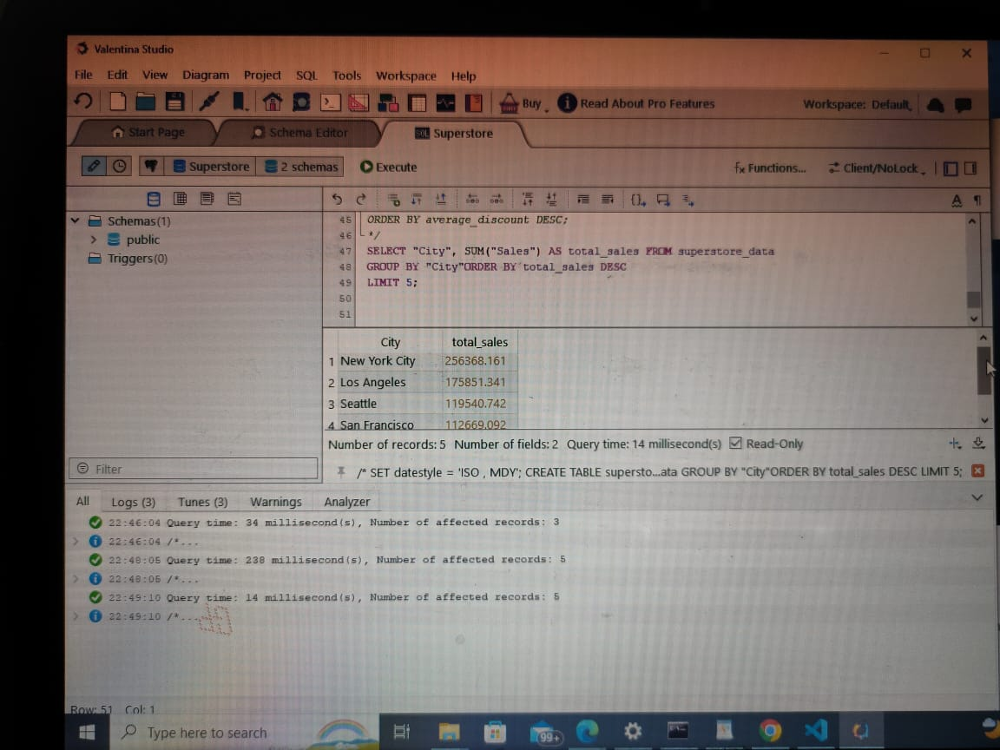 Valentina Studio
File Edit View Diagram Project SQL Tools Workspace Help
Buy Read About Pro Features Workspace: Default
Start Page Schema Editor Superstore
Superstore 2 schemas Execute fx Functions... Client/NoLock
Schemas(1)
public
Triggers(0)
Filter
45 ORDER BY average_discount DESC;
46 */
47 SELECT "City", SUM("Sales") AS total_sales FROM superstore_data
48 GROUP BY "City"ORDER BY total_sales DESC
49 LIMIT 5;
50
51
City total_sales
1 New York City 256368.161
2 Los Angeles 175851.341
3 Seattle 119540.742
4 San Francisco 112669.092
Number of records: 5 Number of fields: 2 Query time: 14 millisecond(s) Read-Only
/* SET datestyle = 'ISO , MDY'; CREATE TABLE supersto...ata GROUP BY "City"ORDER BY total_sales DESC LIMIT 5;
All Logs (3) Tunes (3) Warnings Analyzer
22:46:04 Query time: 34 millisecond(s), Number of affected records: 3
22:46:04 /*...
22:48:05 Query time: 238 millisecond(s), Number of affected records: 5
22:48:05 /*...
22:49:10 Query time: 14 millisecond(s), Number of affected records: 5
22:49:10 /*...
Row: 51 Col: 1
Type here to search
99+